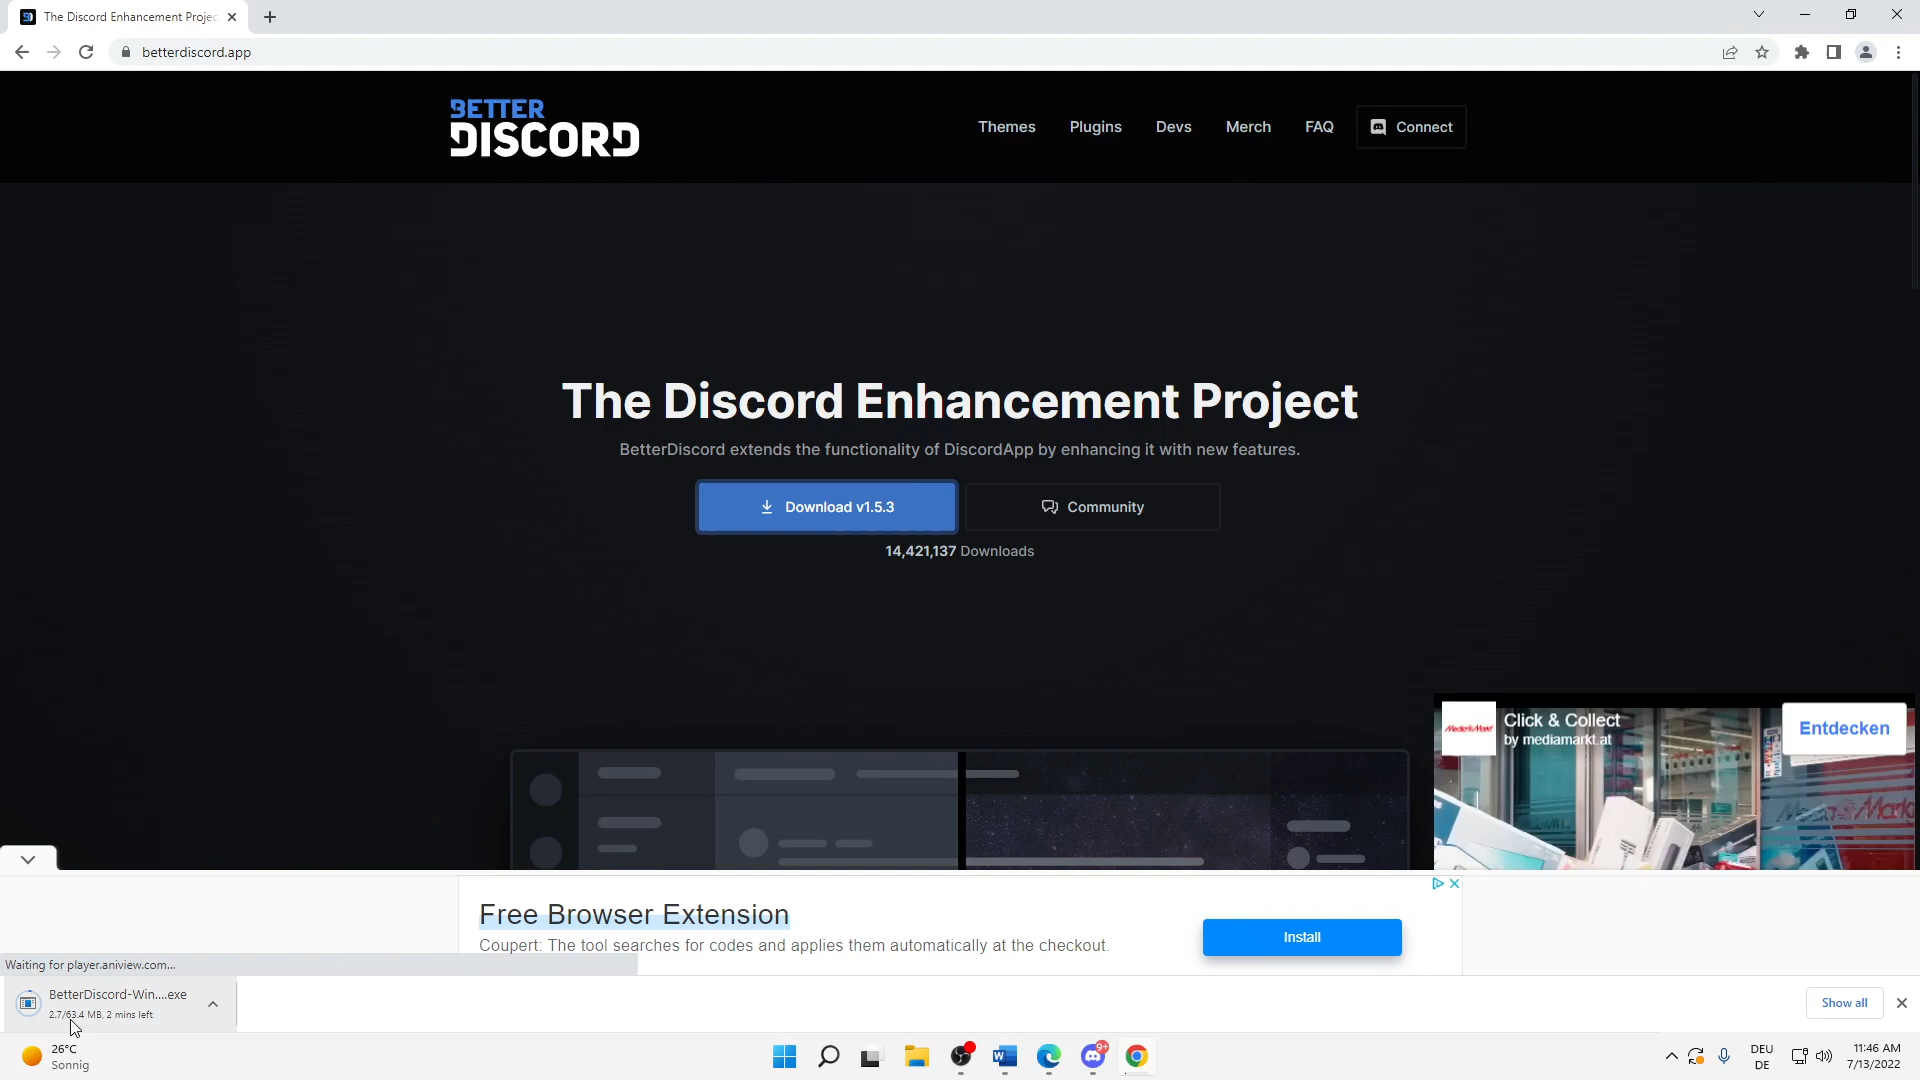 The Discord Enhancement Projec
betterdiscord.app
BETTER
DISCORD
Themes
Plugins
Devs
Merch
FAQ
Connect
The Discord Enhancement Project
BetterDiscord extends the functionality of DiscordApp by enhancing it with new features.
Download v1.5.3
Community
14,421,137 Downloads
MediaMarkt
Click & Collect
by mediamarkt.at
Entdecken
Free Browser Extension
Coupert: The tool searches for codes and applies them automatically at the checkout.
Install
Waiting for player.aniview.com...
BetterDiscord-Win....exe
2.7/63.4 MB, 2 mins left
Show all
26°C
Sonnig
9+
DEU
DE
11:46 AM
7/13/2022